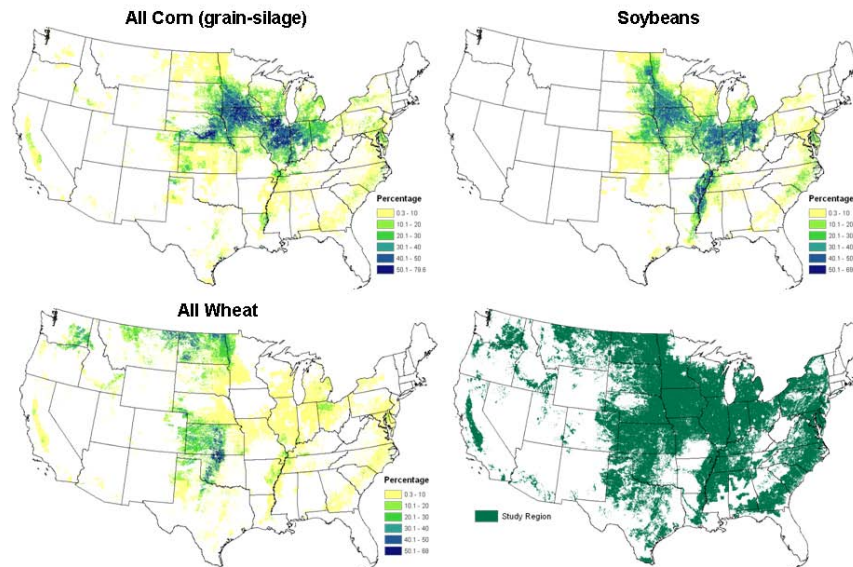 All Corn (grain-silage)
Percentage
0.3 - 10
10.1 - 20
20.1 - 30
30.1 - 40
40.1 - 50
50.1 - 79.6
Soybeans
Percentage
0.3 - 10
10.1 - 20
20.1 - 30
30.1 - 40
40.1 - 50
50.1 - 69
All Wheat
Percentage
0.3 - 10
10.1 - 20
20.1 - 30
30.1 - 40
40.1 - 50
50.1 - 68
Study Region